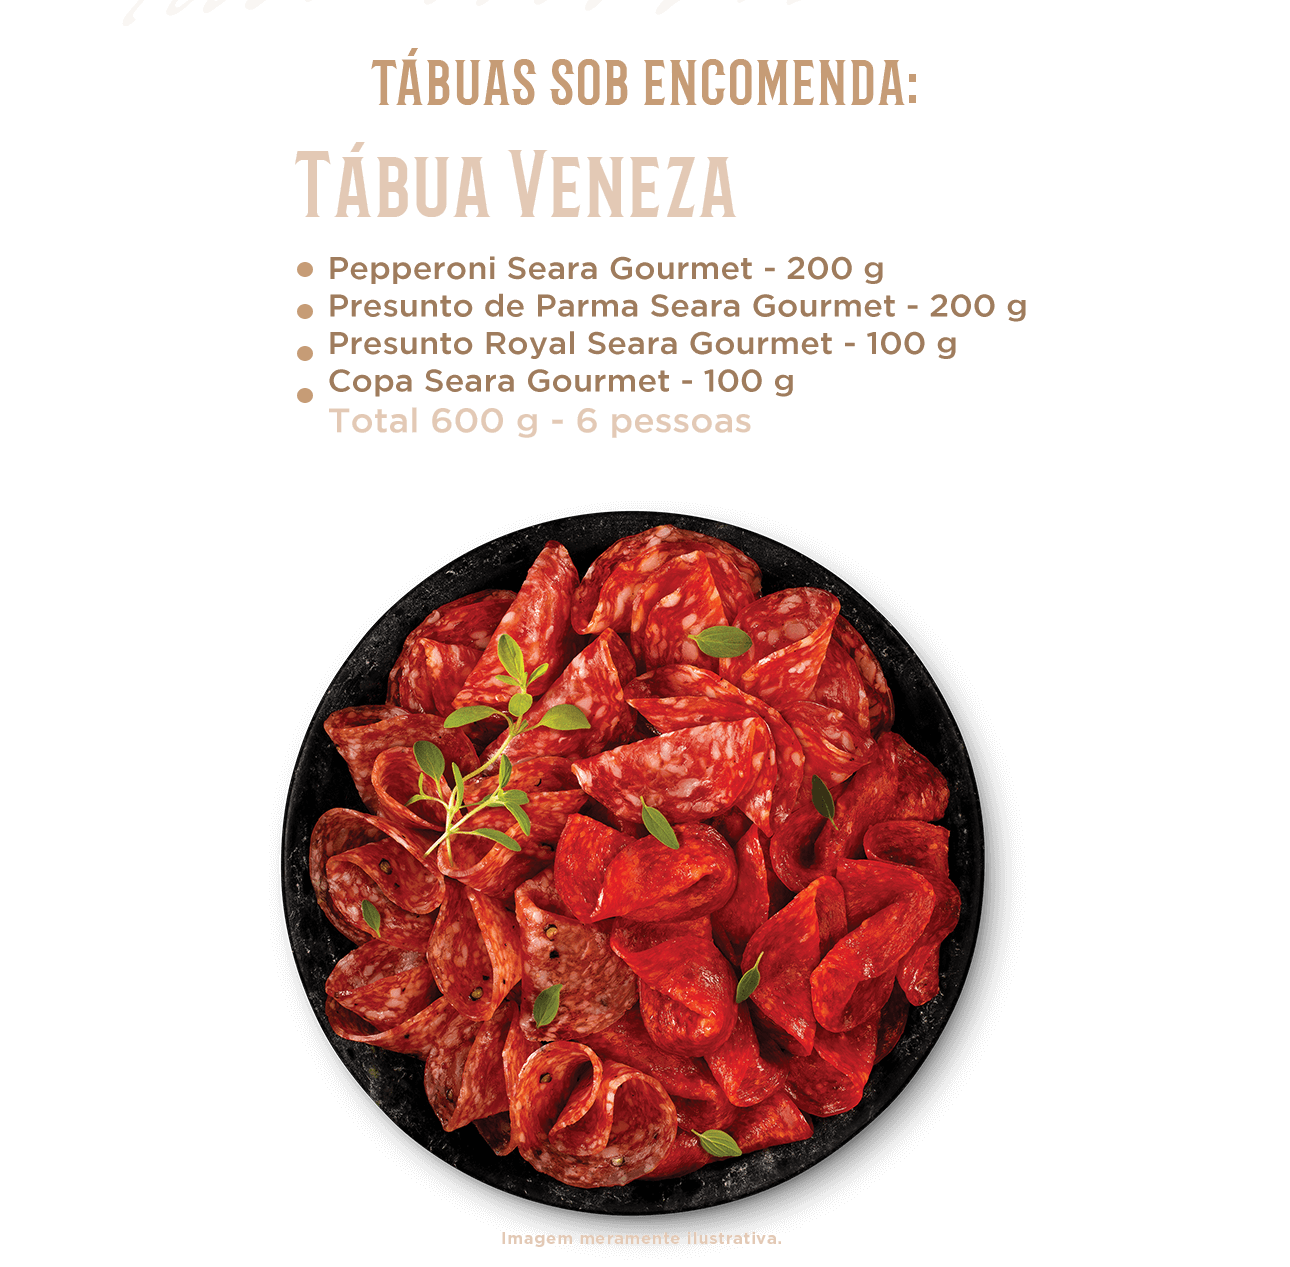 TÁBUAS SOB ENCOMENDA:
TÁBUA VENEZA
Pepperoni Seara Gourmet - 200 g
Presunto de Parma Seara Gourmet - 200 g
Presunto Royal Seara Gourmet - 100 g
Copa Seara Gourmet - 100 g
Total 600 g - 6 pessoas
Imagem meramente ilustrativa.